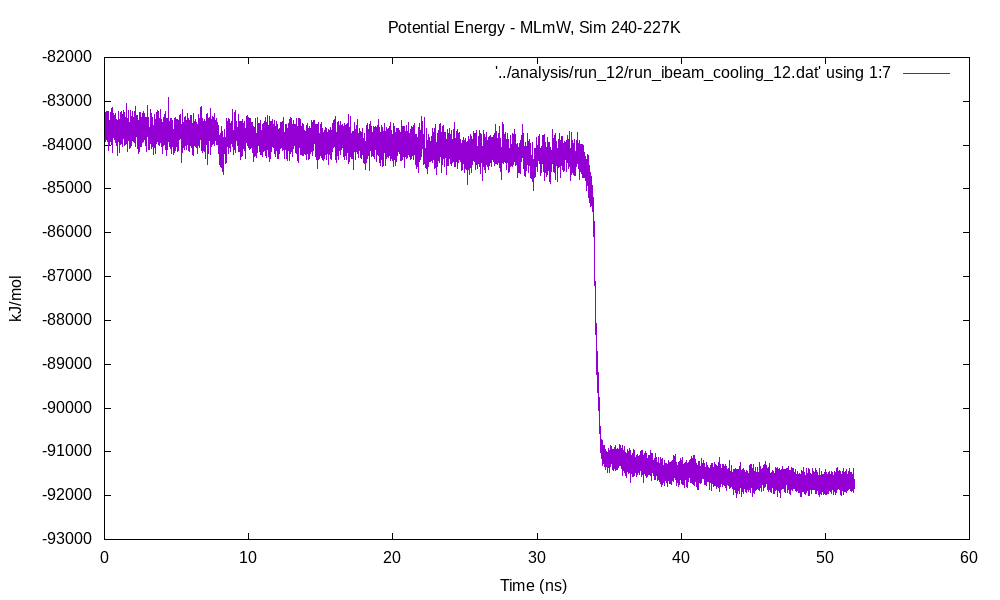 Potential Energy - MLmW, Sim 240-227K
'../analysis/run_12/run_ibeam_cooling_12.dat' using 1:7
-82000
-83000
-84000
-85000
-86000
-87000
-88000
-89000
-90000
-91000
-92000
-93000
kJ/mol
0 10 20 30 40 50 60
Time (ns)